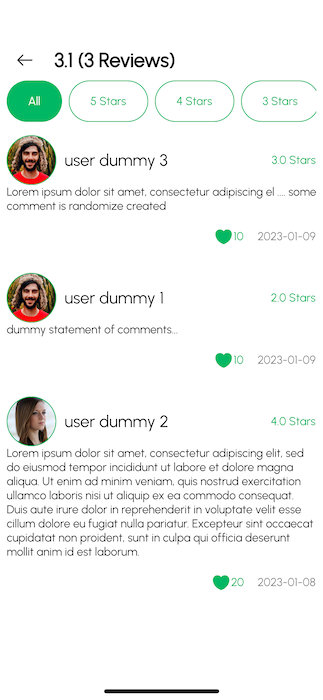 3.1 (3 Reviews)
All
5 Stars
4 Stars
3 Stars
user dummy 3
3.0 Stars
Lorem ipsum dolor sit amet, consectetur adipiscing el .... some
comment is randomize created
10
2023-01-09
user dummy 1
2.0 Stars
dummy statement of comments...
10
2023-01-09
user dummy 2
4.0 Stars
Lorem ipsum dolor sit amet, consectetur adipiscing elit, sed
do eiusmod tempor incididunt ut labore et dolore magna
aliqua. Ut enim ad minim veniam, quis nostrud exercitation
ullamco laboris nisi ut aliquip ex ea commodo consequat.
Duis aute irure dolor in reprehenderit in voluptate velit esse
cillum dolore eu fugiat nulla pariatur. Excepteur sint occaecat
cupidatat non proident, sunt in culpa qui officia deserunt
mollit anim id est laborum.
20
2023-01-08